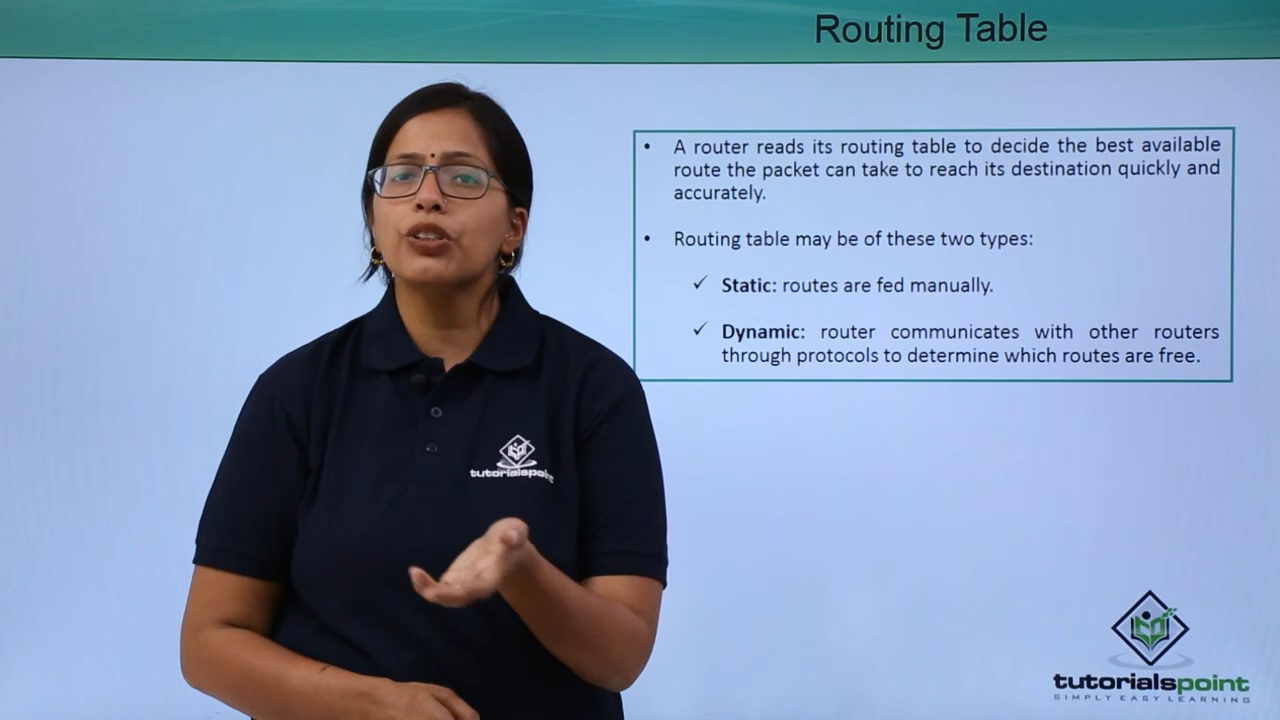 Routing Table
• A router reads its routing table to decide the best available
route the packet can take to reach its destination quickly and
accurately.
• Routing table may be of these two types:
✓ Static: routes are fed manually.
✓ Dynamic: router communicates with other routers
through protocols to determine which routes are free.
tutorialspoint
tutorialspoint
SIMPLY EASY LEARNING